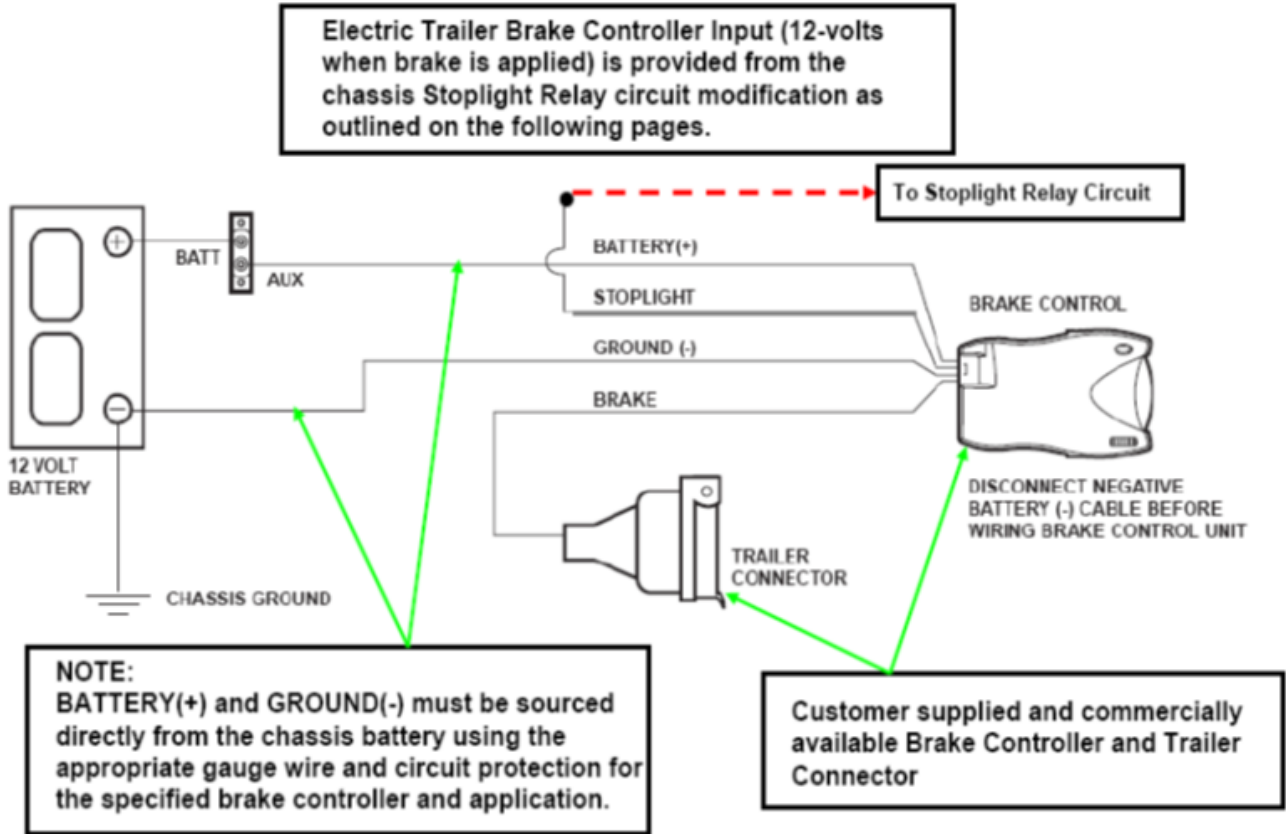 Electric Trailer Brake Controller Input (12-volts
when brake is applied) is provided from the
chassis Stoplight Relay circuit modification as
outlined on the following pages.
To Stoplight Relay Circuit
BATT
AUX
BATTERY(+)
STOPLIGHT
GROUND (-)
BRAKE
BRAKE CONTROL
12 VOLT
BATTERY
DISCONNECT NEGATIVE
BATTERY (-) CABLE BEFORE
WIRING BRAKE CONTROL UNIT
TRAILER
CONNECTOR
CHASSIS GROUND
NOTE:
BATTERY(+) and GROUND(-) must be sourced
directly from the chassis battery using the
appropriate gauge wire and circuit protection for
the specified brake controller and application.
Customer supplied and commercially
available Brake Controller and Trailer
Connector